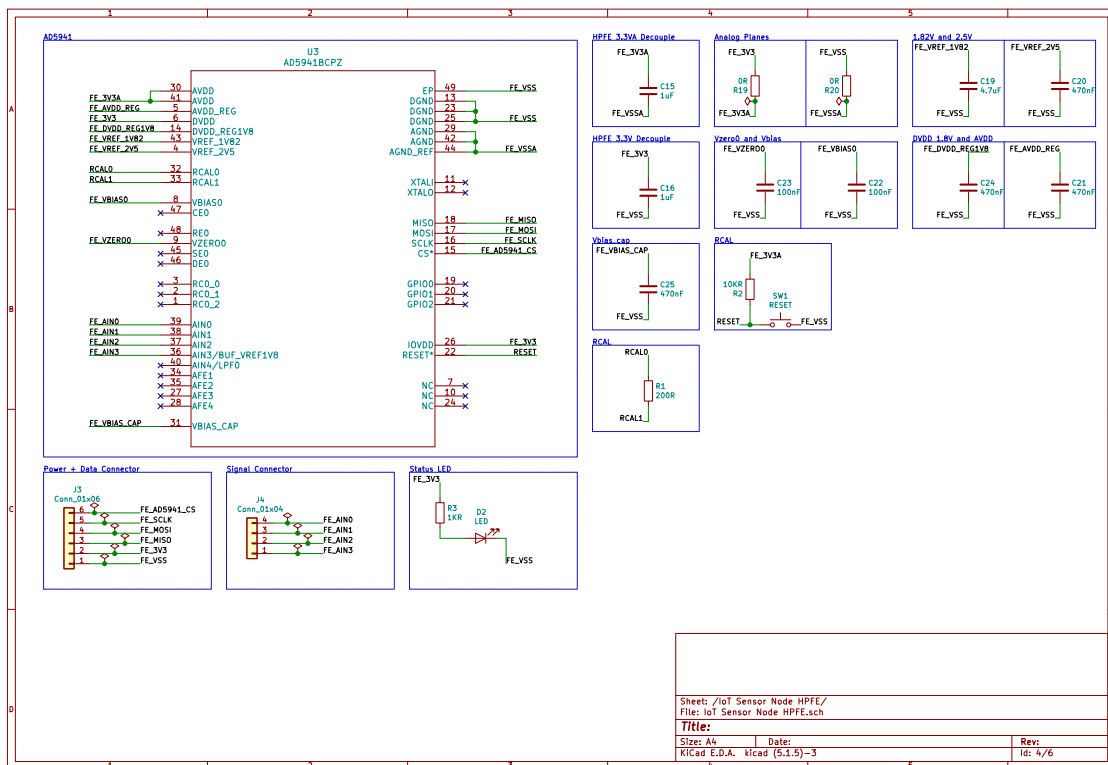 1 2 3 4 5
A
B
C
D
AD5941
U3
AD5941BCPZ
FE_3V3A
FE_AVDD_REG
FE_3V3
FE_DVDD_REG1V8
FE_VREF_1V82
FE_VREF_2V5
RCAL0
RCAL1
FE_VBIAS0
FE_VZERO0
FE_AIN0
FE_AIN1
FE_AIN2
FE_AIN3
FE_VBIAS_CAP
30 AVDD
41 AVDD
5 AVDD_REG
6 DVDD
14 DVDD_REG1V8
43 VREF_1V82
4 VREF_2V5
32 RCAL0
33 RCAL1
8 VBIAS0
47 CE0
48 RE0
9 VZERO0
45 SE0
46 DE0
3 RC0_0
2 RC0_1
1 RC0_2
39 AIN0
38 AIN1
37 AIN2
36 AIN3/BUF_VREF1V8
40 AIN4/LPF0
34 AFE1
35 AFE2
27 AFE3
28 AFE4
31 VBIAS_CAP
EP 49 FE_VSS
DGND 13
DGND 23
DGND 25 FE_VSS
AGND 29
AGND 42
AGND_REF 44 FE_VSSA
XTALI 11
XTALO 12
MISO 18 FE_MISO
MOSI 17 FE_MOSI
SCLK 16 FE_SCLK
CS* 15 FE_AD5941_CS
GPIO0 19
GPIO1 20
GPIO2 21
IOVDD 26 FE_3V3
RESET* 22 RESET
NC 7
NC 10
NC 24
HPFE 3.3VA Decouple
FE_3V3A
C15
1uF
FE_VSSA
Analog Planes
FE_3V3
0R
R19
FE_3V3A
FE_VSS
0R
R20
FE_VSSA
1.82V and 2.5V
FE_VREF_1V82
C19
4.7uF
FE_VSS
FE_VREF_2V5
C20
470nF
FE_VSS
HPFE 3.3V Decouple
FE_3V3
C16
1uF
FE_VSS
Vzero0 and Vbias
FE_VZERO0
C23
100nF
FE_VSS
FE_VBIAS0
C22
100nF
FE_VSS
DVDD 1.8V and AVDD
FE_DVDD_REG1V8
C24
470nF
FE_VSS
FE_AVDD_REG
C21
470nF
FE_VSS
Vbias cap
FE_VBIAS_CAP
C25
470nF
FE_VSS
RCAL
FE_3V3A
10KR
R2
SW1
RESET
RESET
FE_VSS
RCAL
RCAL0
R1
200R
RCAL1
Power + Data Connector
J3
Conn_01x06
6 FE_AD5941_CS
5 FE_SCLK
4 FE_MOSI
3 FE_MISO
2 FE_3V3
1 FE_VSS
Signal Connector
J4
Conn_01x04
4 FE_AIN0
3 FE_AIN1
2 FE_AIN2
1 FE_AIN3
Status LED
FE_3V3
R3
1KR
D2
LED
FE_VSS
Sheet: /IoT Sensor Node HPFE/
File: IoT Sensor Node HPFE.sch
Title:
Size: A4 Date: Rev:
KiCad E.D.A. kicad (5.1.5)-3 Id: 4/6
1 2 3 4 5